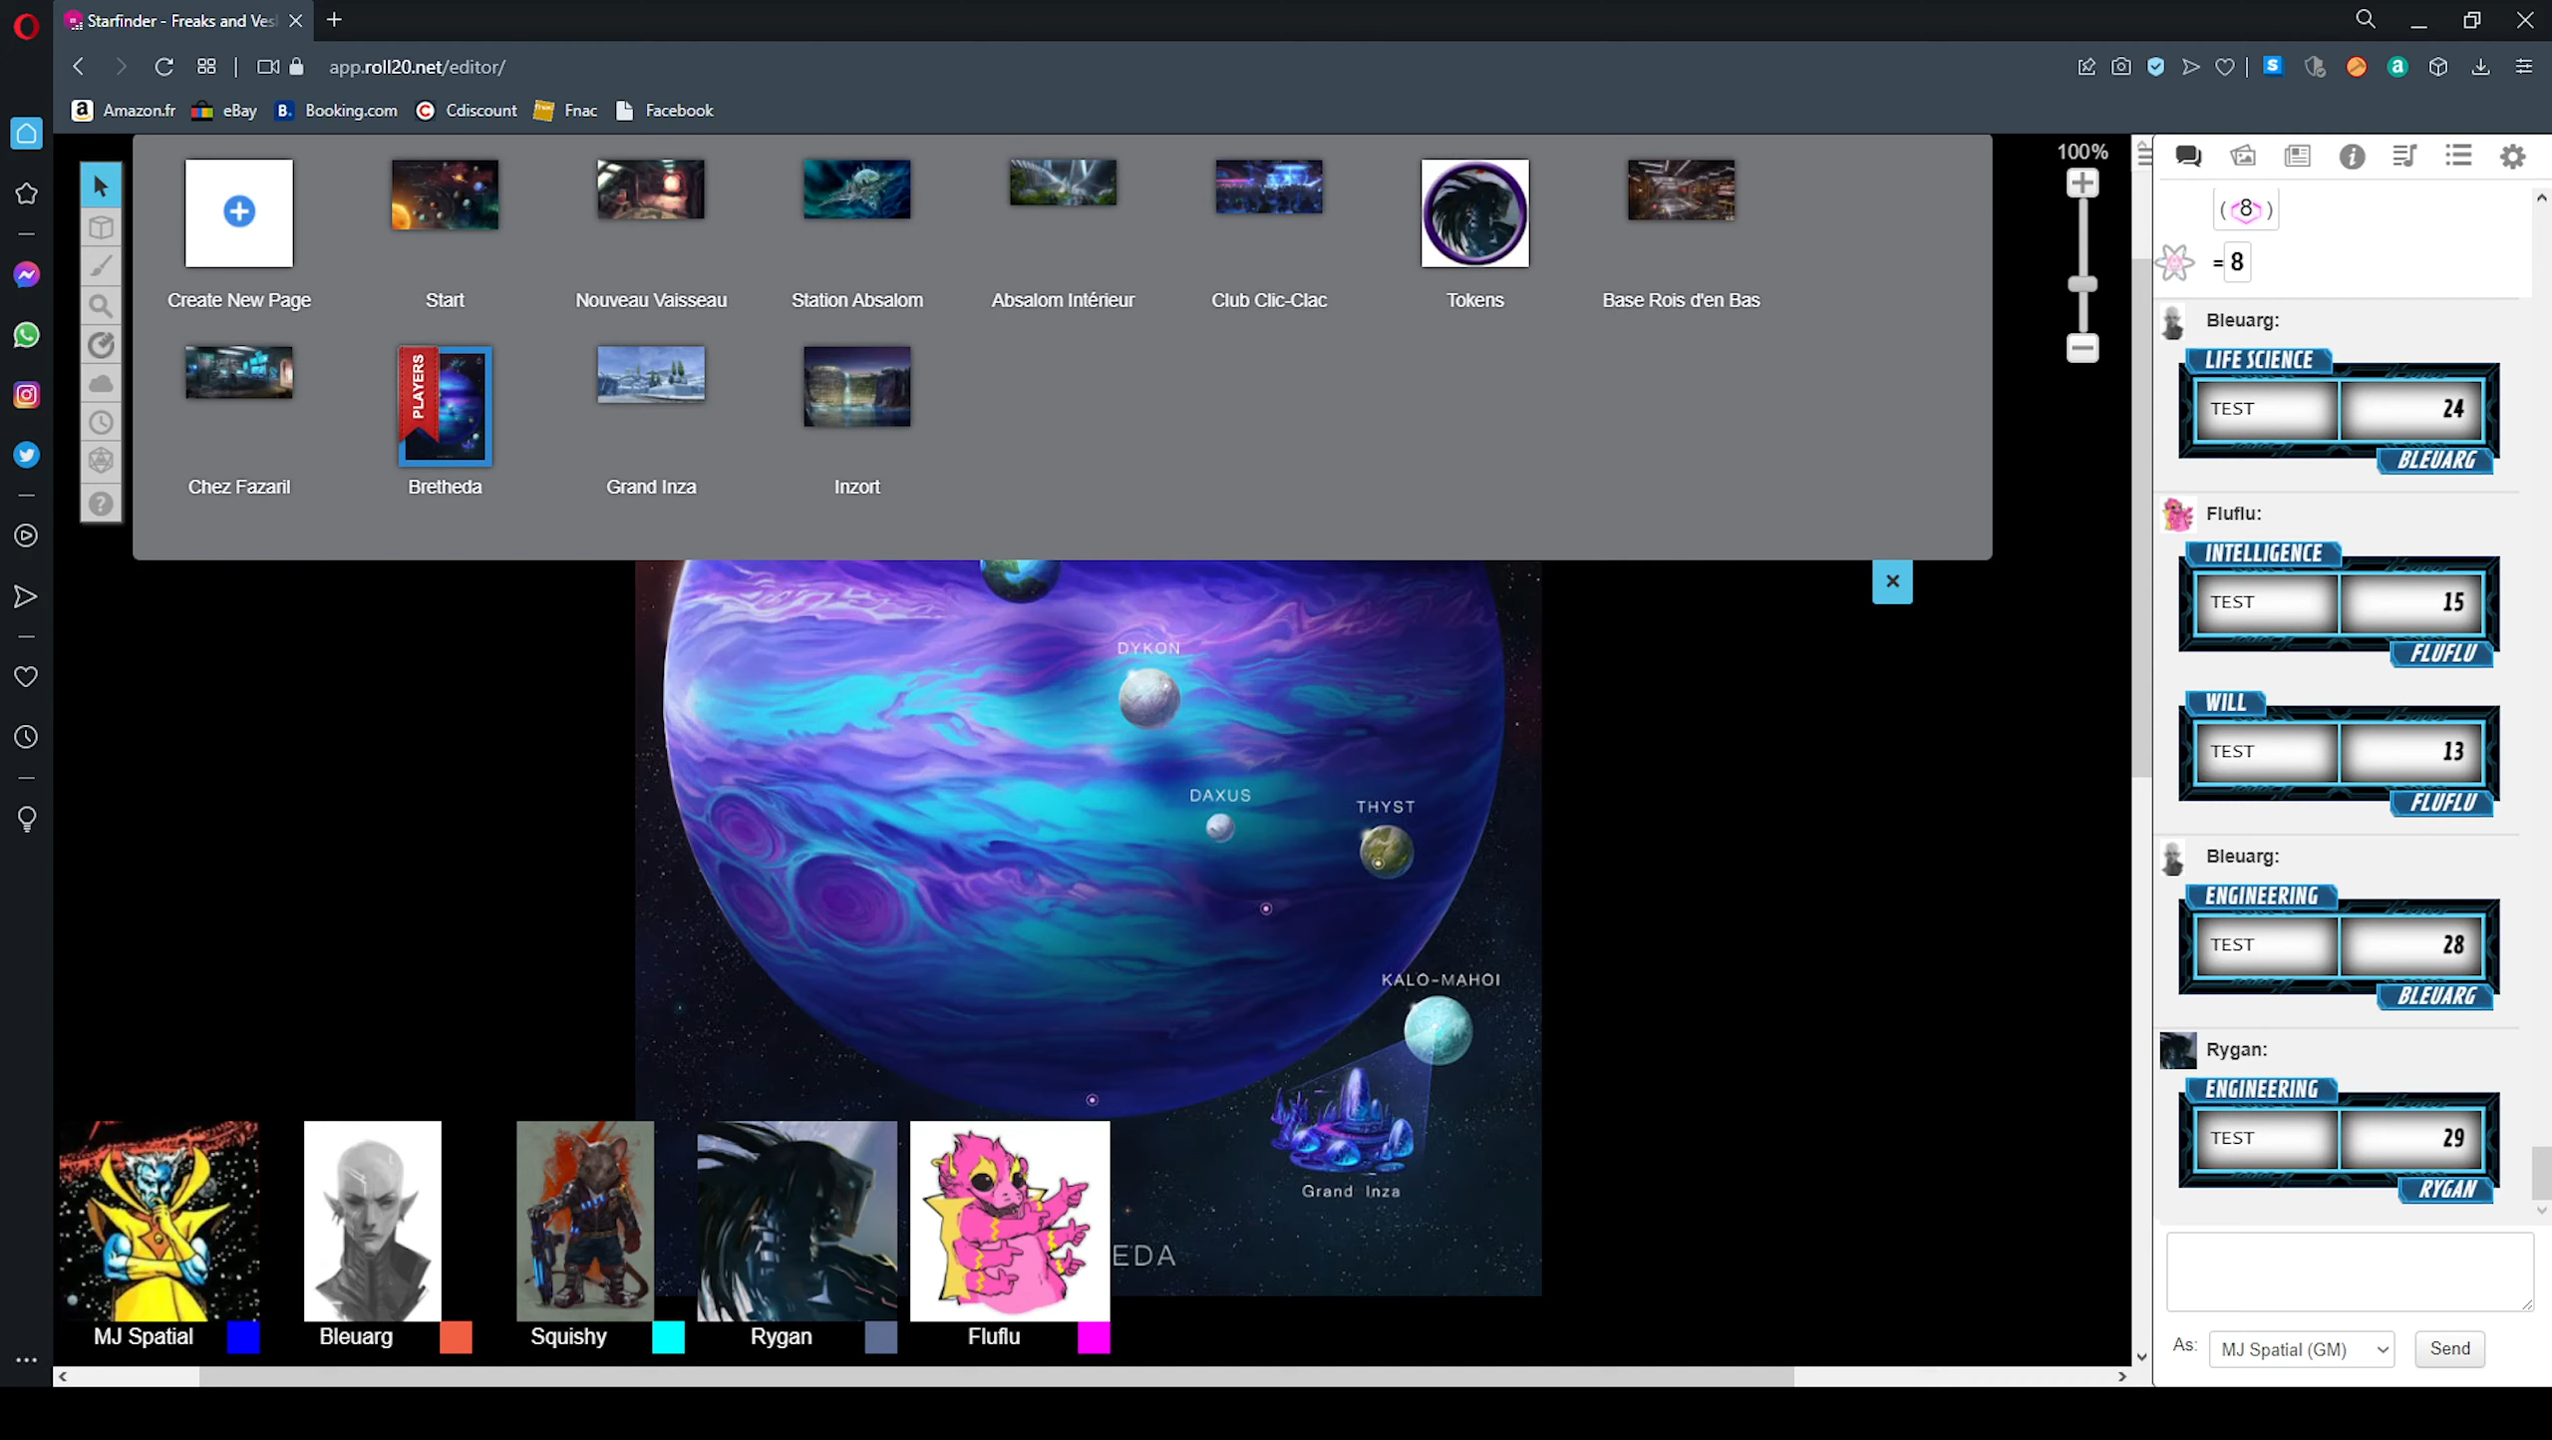 Starfinder - Freaks and Ves
app.roll20.net/editor/
Amazon.fr
eBay
Booking.com
Cdiscount
Fnac
Facebook
Create New Page
Start
Nouveau Vaisseau
Station Absalom
Absalom Intérieur
Club Clic-Clac
Tokens
Base Rois d'en Bas
PLAYERS
Chez Fazaril
Bretheda
Grand Inza
Inzort
100%
DYKON
DAXUS
THYST
KALO-MAHOI
Grand Inza
EDA
MJ Spatial
Bleuarg
Squishy
Rygan
Fluflu
(8)
=8
Bleuarg:
LIFE SCIENCE
TEST 24
BLEUARG
Fluflu:
INTELLIGENCE
TEST 15
FLUFLU
WILL
TEST 13
FLUFLU
Bleuarg:
ENGINEERING
TEST 28
BLEUARG
Rygan:
ENGINEERING
TEST 29
RYGAN
As: MJ Spatial (GM) Send